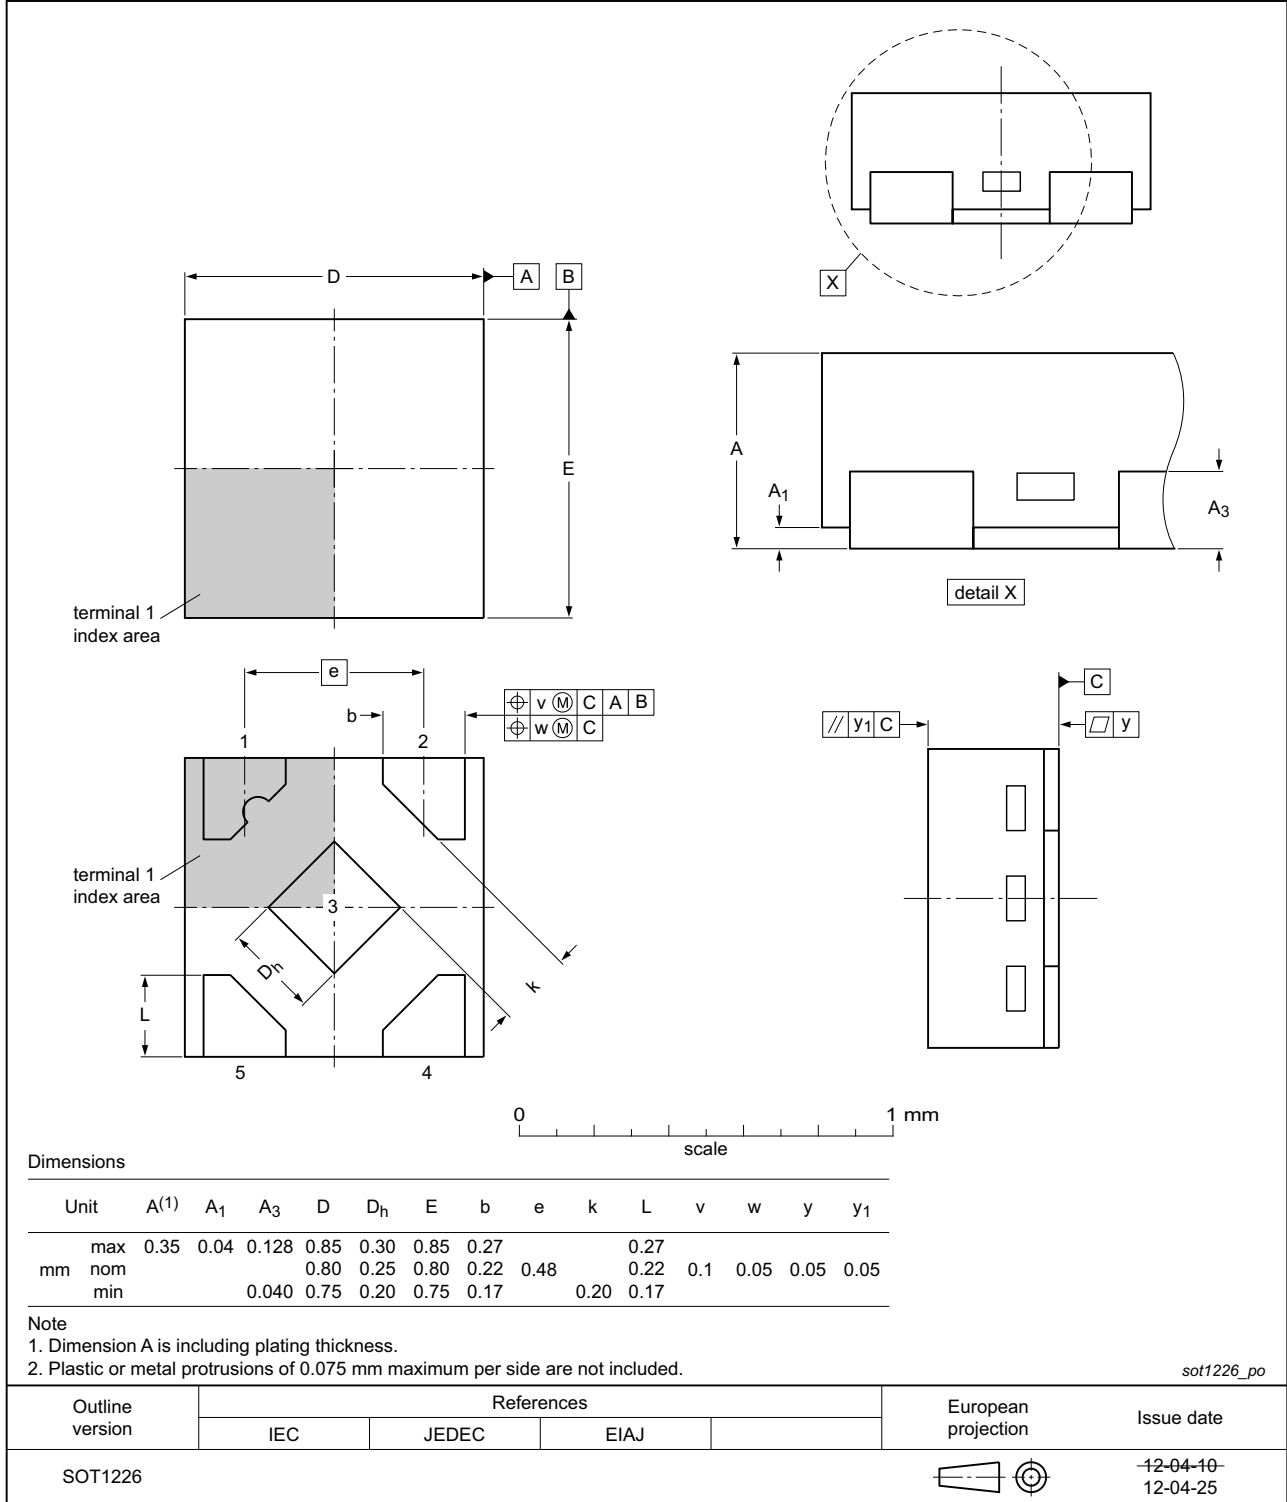 X
D A B
E
terminal 1
index area
A
A1
A3
detail X
e
b
v M C A B
w M C
1 2
terminal 1
index area
3
Dh
k
L
5 4
C
// y1 C
y
0 1 mm
scale
Dimensions
Unit A(1) A1 A3 D Dh E b e k L v w y y1
max 0.35 0.04 0.128 0.85 0.30 0.85 0.27 0.27
mm nom 0.80 0.25 0.80 0.22 0.48 0.22 0.1 0.05 0.05 0.05
min 0.040 0.75 0.20 0.75 0.17 0.20 0.17
Note
1. Dimension A is including plating thickness.
2. Plastic or metal protrusions of 0.075 mm maximum per side are not included.
sot1226_po
Outline
version
References
IEC JEDEC EIAJ
European
projection
Issue date
SOT1226
12-04-10
12-04-25